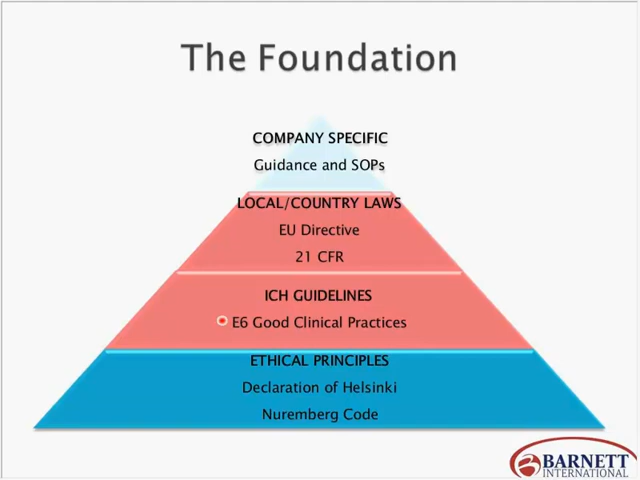 The Foundation
COMPANY SPECIFIC
Guidance and SOPs
LOCAL/COUNTRY LAWS
EU Directive
21 CFR
ICH GUIDELINES
E6 Good Clinical Practices
ETHICAL PRINCIPLES
Declaration of Helsinki
Nuremberg Code
BARNETT
INTERNATIONAL